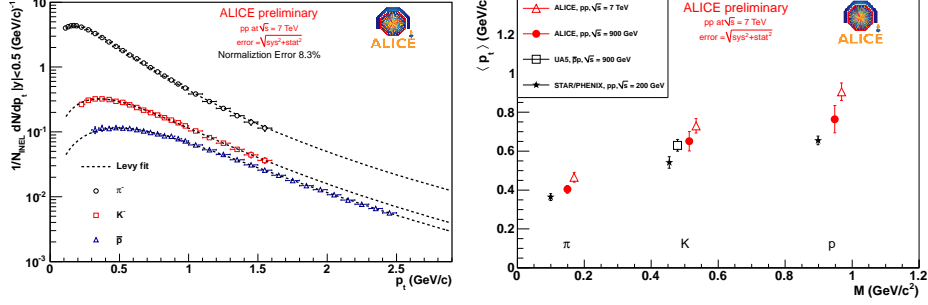 ALICE preliminary
pp at √s = 7 TeV
error = √sys²+stat²
Normaliztion Error 8.3%
ALICE
1/N_INEL dN/dp_t |y|<0.5 (GeV/c)⁻¹
10
1
10⁻¹
10⁻²
10⁻³
Levy fit
π⁻
K⁻
p̅
0 0.5 1 1.5 2 2.5
p_t (GeV/c)
ALICE, pp, √s = 7 TeV
ALICE, pp, √s = 900 GeV
UA5, p̅p, √s = 900 GeV
STAR/PHENIX, pp, √s = 200 GeV
ALICE preliminary
pp at √s = 7 TeV
error = √sys²+stat²
ALICE
⟨ p_t ⟩ (GeV/c)
1.2
1
0.8
0.6
0.4
0.2
0
π
K
p
0 0.2 0.4 0.6 0.8 1 1.2
M (GeV/c²)